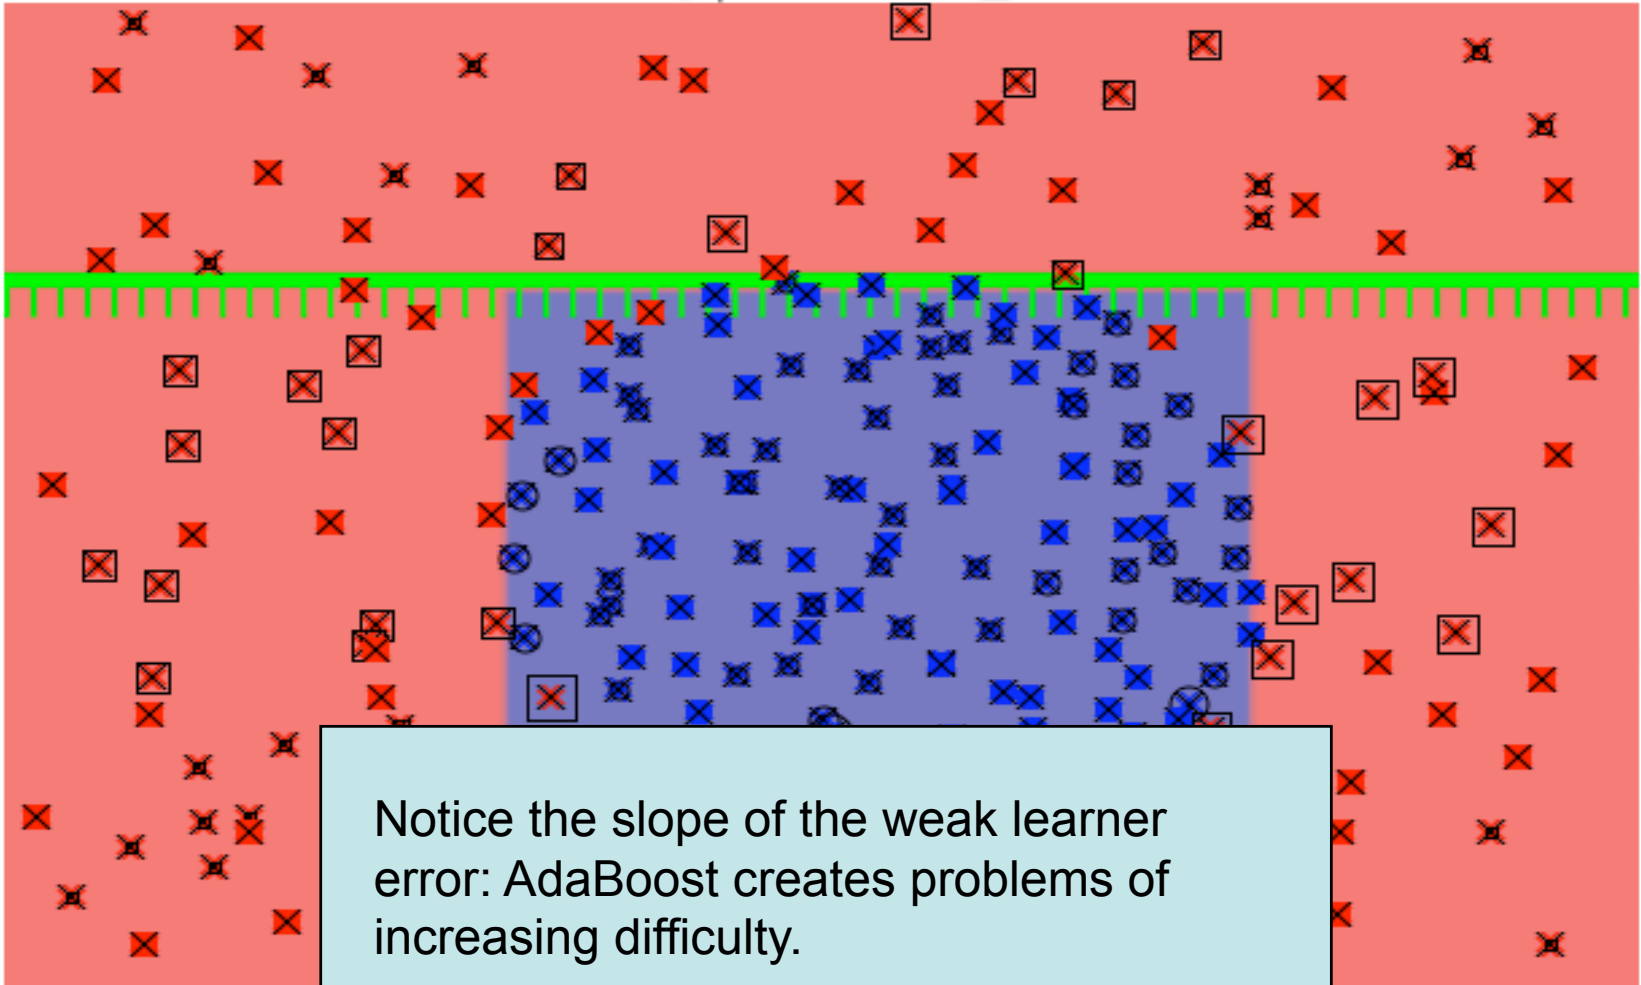 Notice the slope of the weak learner
error: AdaBoost creates problems of
increasing difficulty.